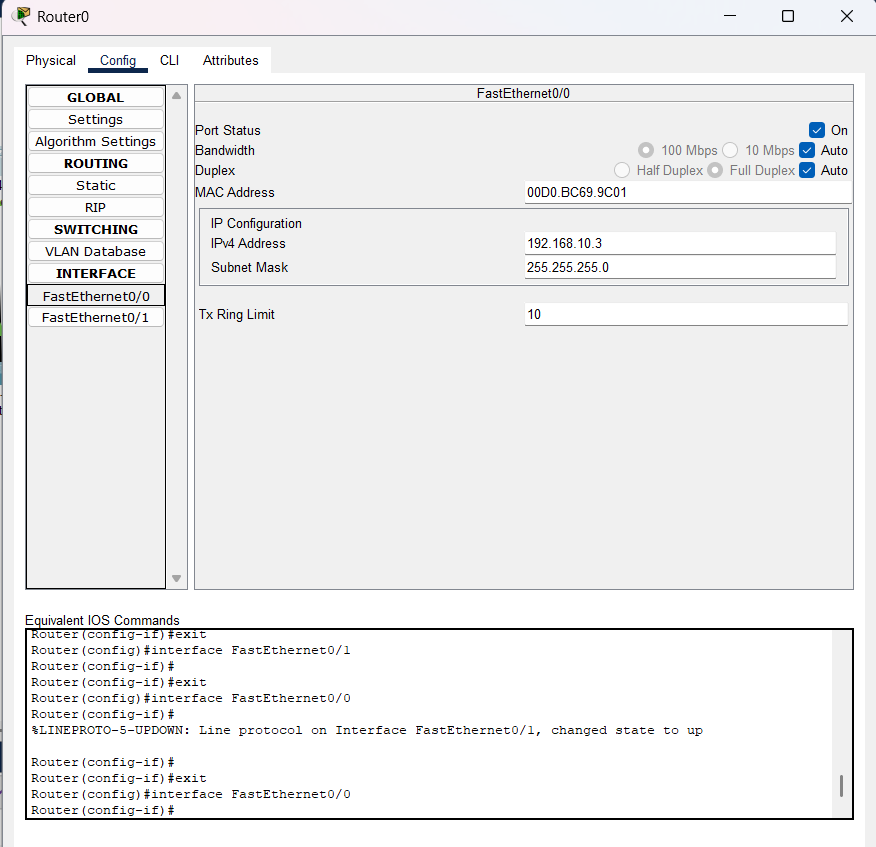 Router0
Physical Config CLI Attributes
GLOBAL
Settings
Algorithm Settings
ROUTING
Static
RIP
SWITCHING
VLAN Database
INTERFACE
FastEthernet0/0
FastEthernet0/1
FastEthernet0/0
Port Status On
Bandwidth 100 Mbps 10 Mbps Auto
Duplex Half Duplex Full Duplex Auto
MAC Address 00D0.BC69.9C01
IP Configuration
IPv4 Address 192.168.10.3
Subnet Mask 255.255.255.0
Tx Ring Limit 10
Equivalent IOS Commands
Router(config-if)#exit
Router(config)#interface FastEthernet0/1
Router(config-if)#
Router(config-if)#exit
Router(config)#interface FastEthernet0/0
Router(config-if)#
%LINEPROTO-5-UPDOWN: Line protocol on Interface FastEthernet0/1, changed state to up
Router(config-if)#
Router(config-if)#exit
Router(config)#interface FastEthernet0/0
Router(config-if)#